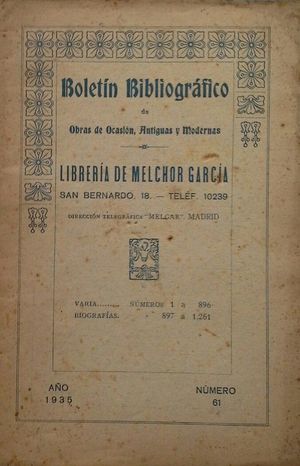 Boletín Bibliográfico
de
Obras de Ocasión, Antiguas y Modernas
LIBRERÍA DE MELCHOR GARCÍA
SAN BERNARDO, 18. — TELÉF. 10239
DIRECCIÓN TELEGRÁFICA "MELGAR". MADRID
VARIA......... NÚMEROS 1 a 896
BIOGRAFÍAS. » 897 a 1.261
AÑO
1935
NÚMERO
61